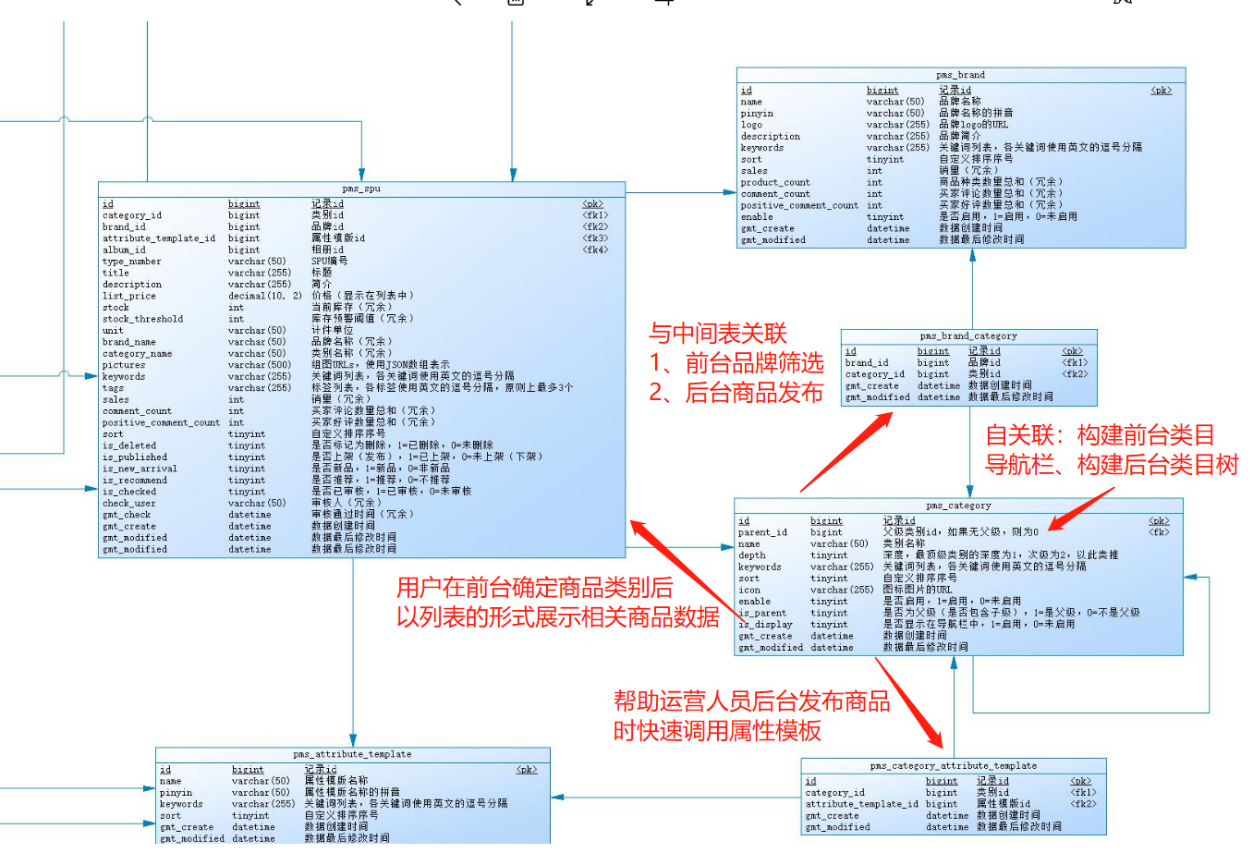 pms_brand
id bigint 记录id <pk>
name varchar(50) 品牌名称
pinyin varchar(50) 品牌名称的拼音
logo varchar(255) 品牌logo的URL
description varchar(255) 品牌简介
keywords varchar(255) 关键词列表，各关键词使用英文的逗号分隔
sort tinyint 自定义排序序号
sales int 销量（冗余）
product_count int 商品种类数量总和（冗余）
comment_count int 买家评论数量总和（冗余）
positive_comment_count int 买家好评数量总和（冗余）
enable tinyint 是否启用，1=启用，0=未启用
gmt_create datetime 数据创建时间
gmt_modified datetime 数据最后修改时间
pms_spu
id bigint 记录id <pk>
category_id bigint 类别id <fk1>
brand_id bigint 品牌id <fk2>
attribute_template_id bigint 属性模版id <fk3>
album_id bigint 相册id <fk4>
type_number varchar(50) SPU编号
title varchar(255) 标题
description varchar(255) 简介
list_price decimal(10, 2) 价格（显示在列表中）
stock int 当前库存（冗余）
stock_threshold int 库存预警阈值（冗余）
unit varchar(50) 计件单位
brand_name varchar(50) 品牌名称（冗余）
category_name varchar(50) 类别名称（冗余）
pictures varchar(500) 组图URLs，使用JSON数组表示
keywords varchar(255) 关键词列表，各关键词使用英文的逗号分隔
tags varchar(255) 标签列表，各标签使用英文的逗号分隔，原则上最多3个
sales int 销量（冗余）
comment_count int 买家评论数量总和（冗余）
positive_comment_count int 买家好评数量总和（冗余）
sort tinyint 自定义排序序号
is_deleted tinyint 是否标记为删除，1=已删除，0=未删除
is_published tinyint 是否上架（发布），1=已上架，0=未上架（下架）
is_new_arrival tinyint 是否新品，1=新品，0=非新品
is_recommend tinyint 是否推荐，1=推荐，0=不推荐
is_checked tinyint 是否已审核，1=已审核，0=未审核
check_user varchar(50) 审核人（冗余）
gmt_check datetime 审核通过时间（冗余）
gmt_create datetime 数据创建时间
gmt_modified datetime 数据最后修改时间
gmt_modified datetime 数据最后修改时间
与中间表关联
1、前台品牌筛选
2、后台商品发布
pms_brand_category
id bigint 记录id <pk>
brand_id bigint 品牌id <fk1>
category_id bigint 类别id <fk2>
gmt_create datetime 数据创建时间
gmt_modified datetime 数据最后修改时间
自关联：构建前台类目
导航栏、构建后台类目树
pms_category
id bigint 记录id <pk>
parent_id bigint 父级类别id，如果无父级，则为0 <fk>
name varchar(50) 类别名称
depth tinyint 深度，最顶级类别的深度为1，次级为2，以此类推
keywords varchar(255) 关键词列表，各关键词使用英文的逗号分隔
sort tinyint 自定义排序序号
icon varchar(255) 图标图片的URL
enable tinyint 是否启用，1=启用，0=未启用
is_parent tinyint 是否为父级（是否包含子级），1=是父级，0=不是父级
is_display tinyint 是否显示在导航栏中，1=启用，0=未启用
gmt_create datetime 数据创建时间
gmt_modified datetime 数据最后修改时间
用户在前台确定商品类别后
以列表的形式展示相关商品数据
帮助运营人员后台发布商品
时快速调用属性模板
pms_attribute_template
id bigint 记录id <pk>
name varchar(50) 属性模版名称
pinyin varchar(50) 属性模版名称的拼音
keywords varchar(255) 关键词列表，各关键词使用英文的逗号分隔
sort tinyint 自定义排序序号
gmt_create datetime 数据创建时间
gmt_modified datetime 数据最后修改时间
pms_category_attribute_template
id bigint 记录id <pk>
category_id bigint 类别id <fk1>
attribute_template_id bigint 属性模版id <fk2>
gmt_create datetime 数据创建时间
gmt_modified datetime 数据最后修改时间